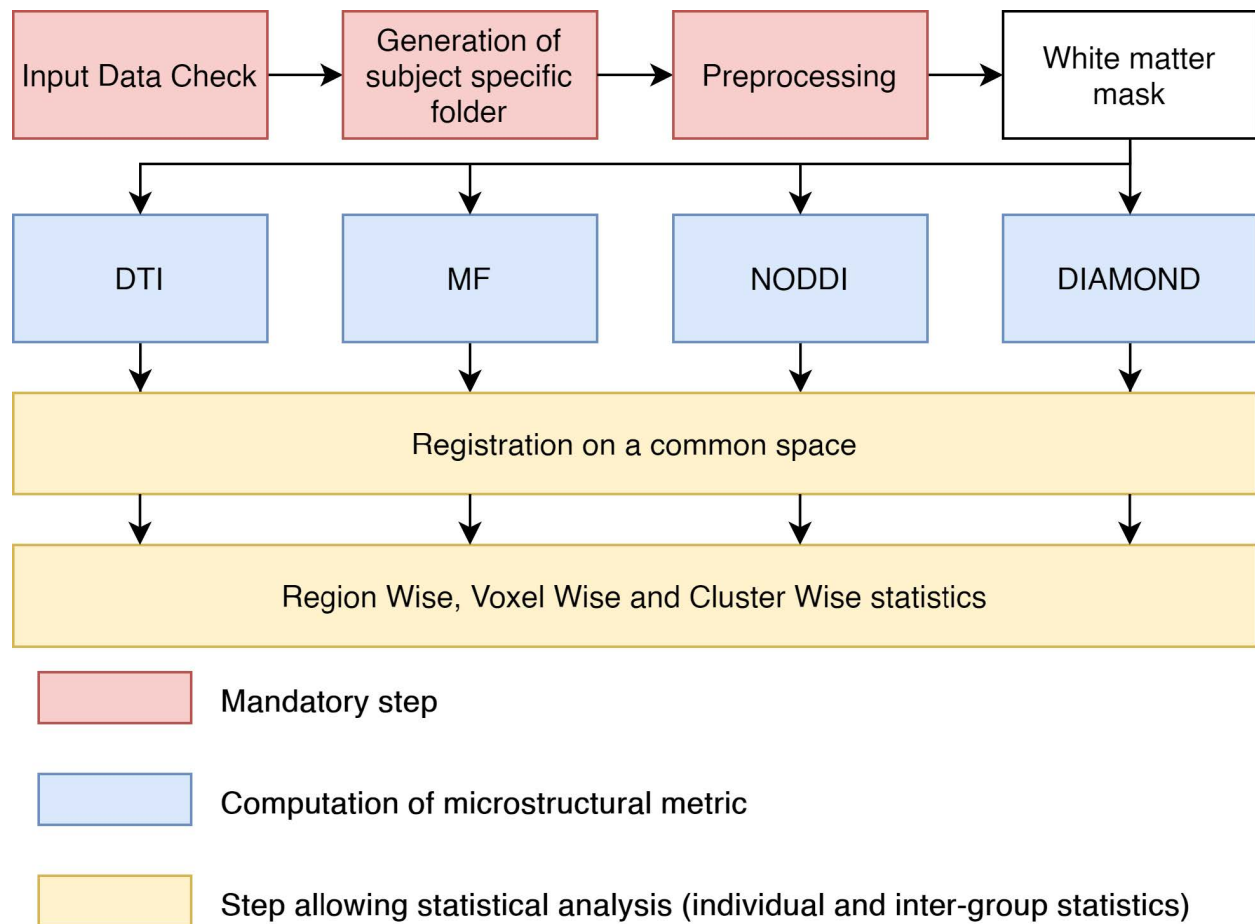 Input Data Check
Generation of
subject specific
folder
Preprocessing
White matter
mask
DTI
MF
NODDI
DIAMOND
Registration on a common space
Region Wise, Voxel Wise and Cluster Wise statistics
Mandatory step
Computation of microstructural metric
Step allowing statistical analysis (individual and inter-group statistics)